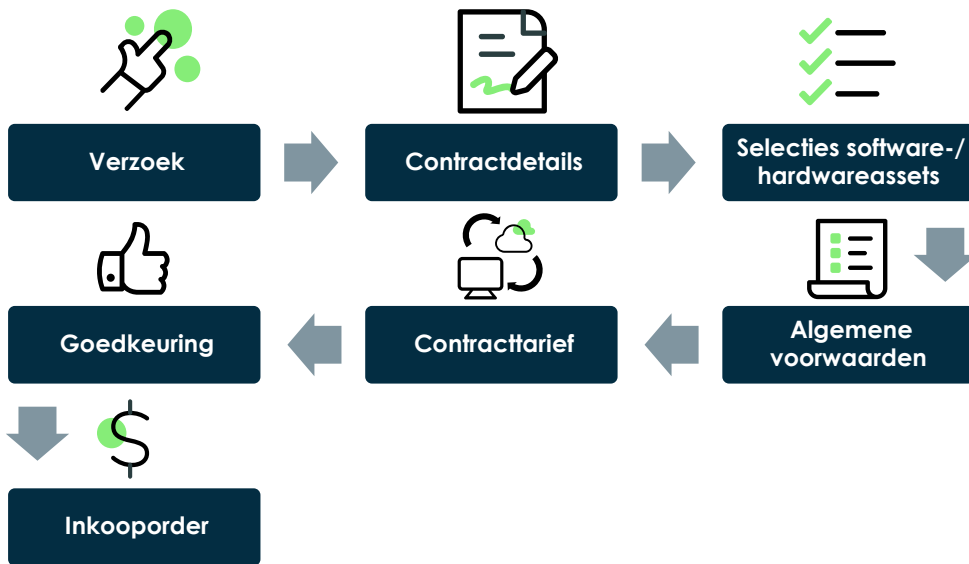 Verzoek
Contractdetails
Selecties software-/
hardwareassets
Algemene
voorwaarden
Contracttarief
Goedkeuring
Inkooporder